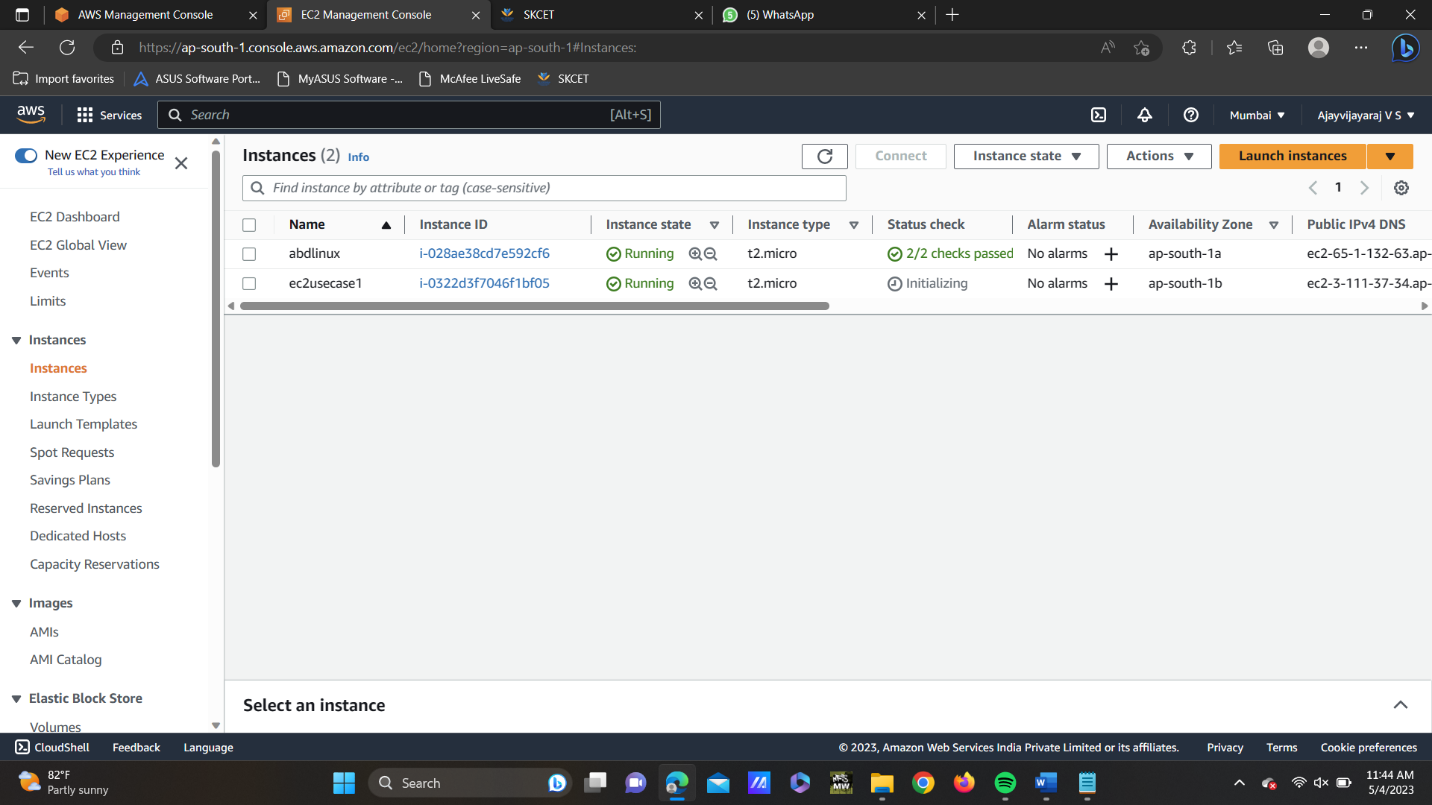 AWS Management Console
EC2 Management Console
SKCET
(5) WhatsApp
https://ap-south-1.console.aws.amazon.com/ec2/home?region=ap-south-1#Instances:
Import favorites
ASUS Software Port...
MyASUS Software -...
McAfee LiveSafe
SKCET
aws
Services
Search
[Alt+S]
Mumbai
Ajayvijayaraj V S
New EC2 Experience
Tell us what you think
EC2 Dashboard
EC2 Global View
Events
Limits
Instances
Instances
Instance Types
Launch Templates
Spot Requests
Savings Plans
Reserved Instances
Dedicated Hosts
Capacity Reservations
Images
AMIs
AMI Catalog
Elastic Block Store
Volumes
Instances (2) Info
Connect
Instance state
Actions
Launch instances
Find instance by attribute or tag (case-sensitive)
1
Name Instance ID Instance state Instance type Status check Alarm status Availability Zone Public IPv4 DNS
abdlinux i-028ae38cd7e592cf6 Running t2.micro 2/2 checks passed No alarms + ap-south-1a ec2-65-1-132-63.ap-
ec2usecase1 i-0322d3f7046f1bf05 Running t2.micro Initializing No alarms + ap-south-1b ec2-3-111-37-34.ap-
Select an instance
CloudShell
Feedback
Language
© 2023, Amazon Web Services India Private Limited or its affiliates.
Privacy
Terms
Cookie preferences
82°F
Partly sunny
Search
MW
11:44 AM
5/4/2023